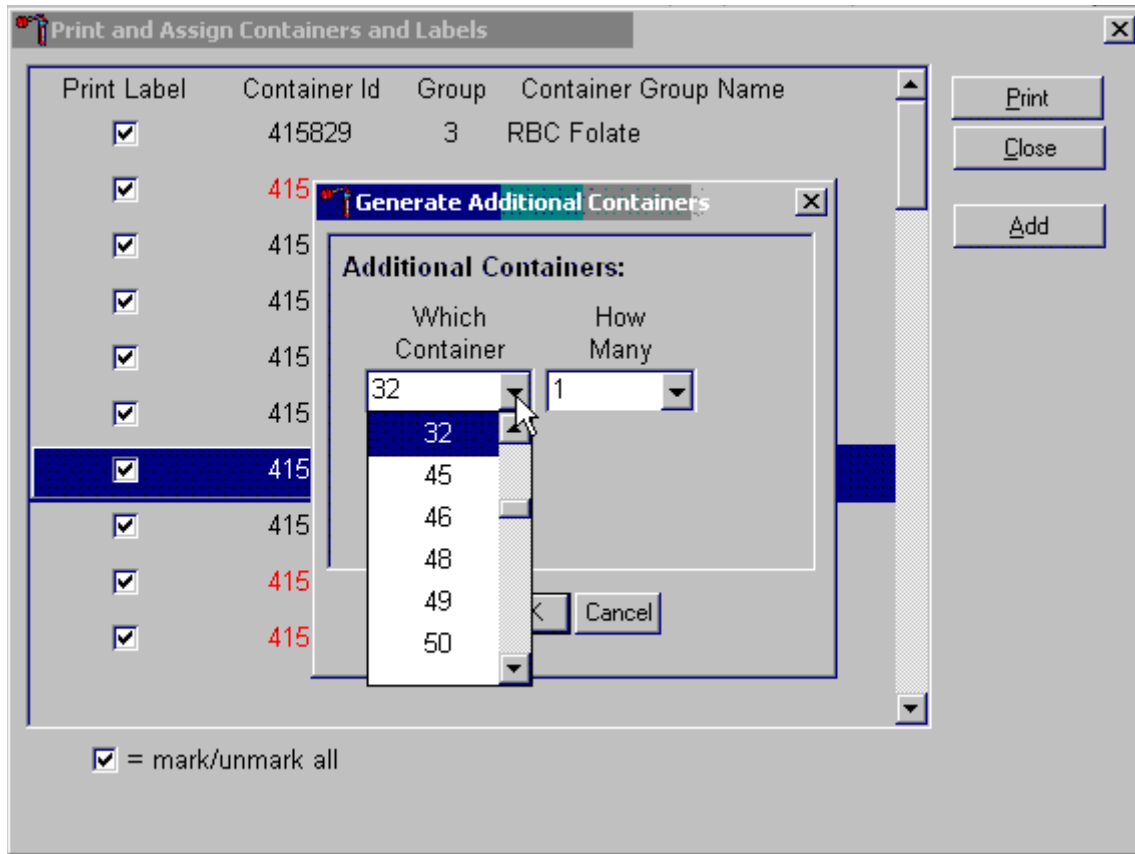 Print and Assign Containers and Labels
Print Label Container Id Group Container Group Name
415829 3 RBC Folate
415
415
415
415
415
415
415
415
415
Generate Additional Containers
Additional Containers:
Which Container
How Many
32 1
32
45
46
48
49
50
K Cancel
= mark/unmark all
Print
Close
Add